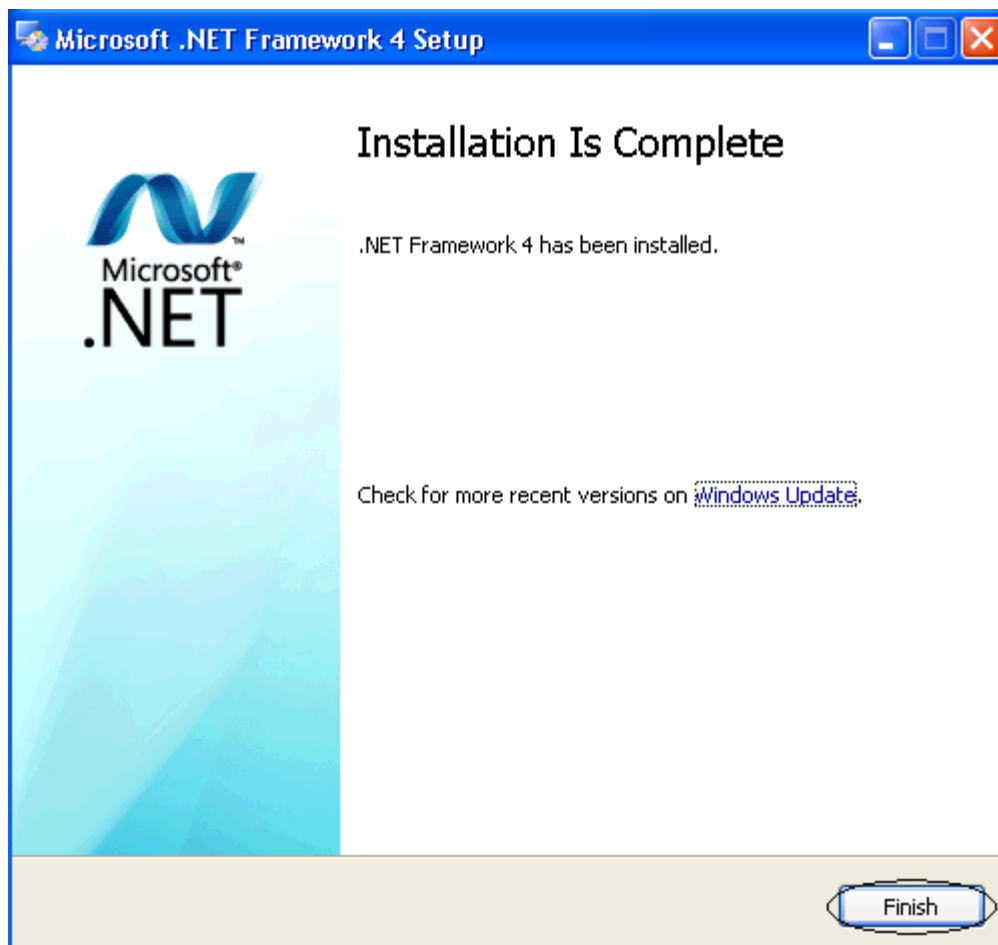 Microsoft .NET Framework 4 Setup
Installation Is Complete
Microsoft®
.NET
™
.NET Framework 4 has been installed.
Check for more recent versions on Windows Update.
Finish